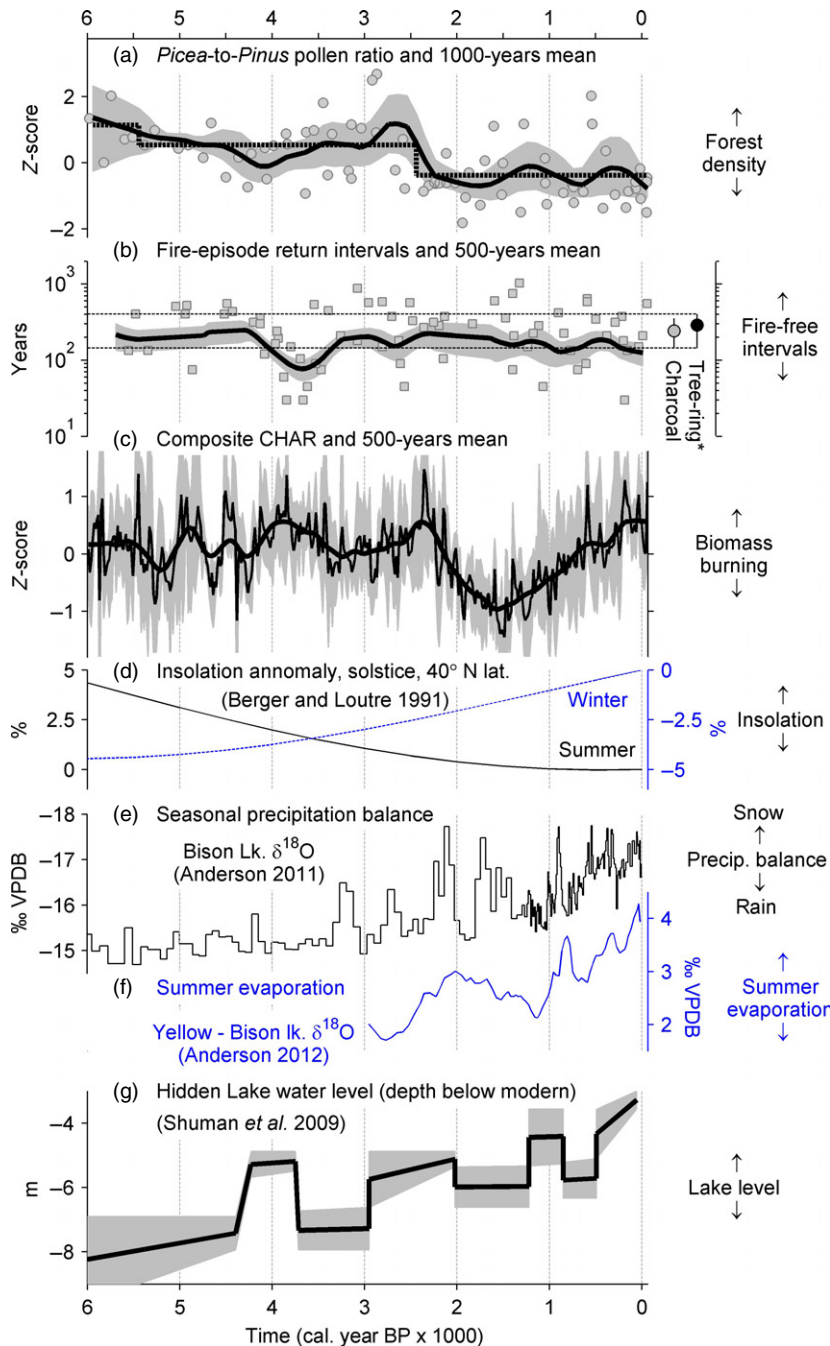 6 5 4 3 2 1 0
(a) Picea-to-Pinus pollen ratio and 1000-years mean
2
0
−2
Z-score
↑
Forest
density
↓
(b) Fire-episode return intervals and 500-years mean
10³
10²
10¹
Years
Tree-ring*
Charcoal
↑
Fire-free
intervals
↓
(c) Composite CHAR and 500-years mean
1
0
−1
Z-score
↑
Biomass
burning
↓
(d) Insolation annomaly, solstice, 40° N lat.
(Berger and Loutre 1991)
Winter
Summer
5
2.5
0
%
0
−2.5
−5
%
↑
Insolation
↓
(e) Seasonal precipitation balance
Bison Lk. δ¹⁸O
(Anderson 2011)
−18
−17
−16
−15
‰ VPDB
Snow
↑
Precip. balance
↓
Rain
(f) Summer evaporation
Yellow - Bison lk. δ¹⁸O
(Anderson 2012)
4
3
2
‰ VPDB
↑
Summer
evaporation
↓
(g) Hidden Lake water level (depth below modern)
(Shuman et al. 2009)
−4
−6
−8
m
↑
Lake level
↓
6 5 4 3 2 1 0
Time (cal. year BP x 1000)